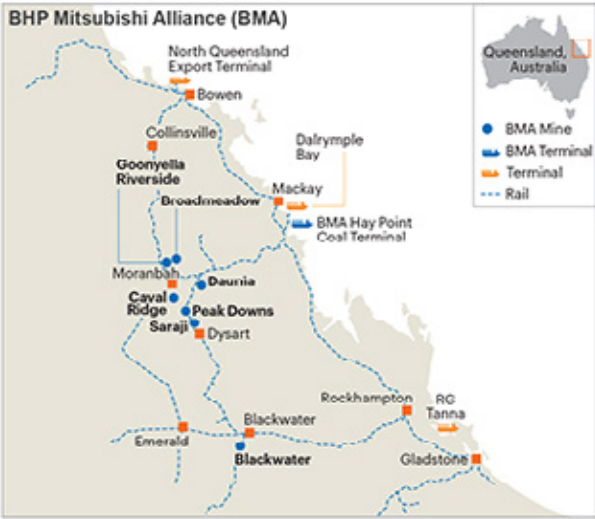 BHP Mitsubishi Alliance (BMA)
North Queensland
Export Terminal
Bowen
Collinsville
Goonyella
Riverside
Broadmeadow
Dalrymple
Bay
Mackay
BMA Hay Point
Coal Terminal
Moranbah
Daunia
Caval
Ridge
Peak Downs
Saraji
Dysart
Rockhampton
RG
Tanna
Blackwater
Emerald
Blackwater
Gladstone
Queensland,
Australia
BMA Mine
BMA Terminal
Terminal
Rail